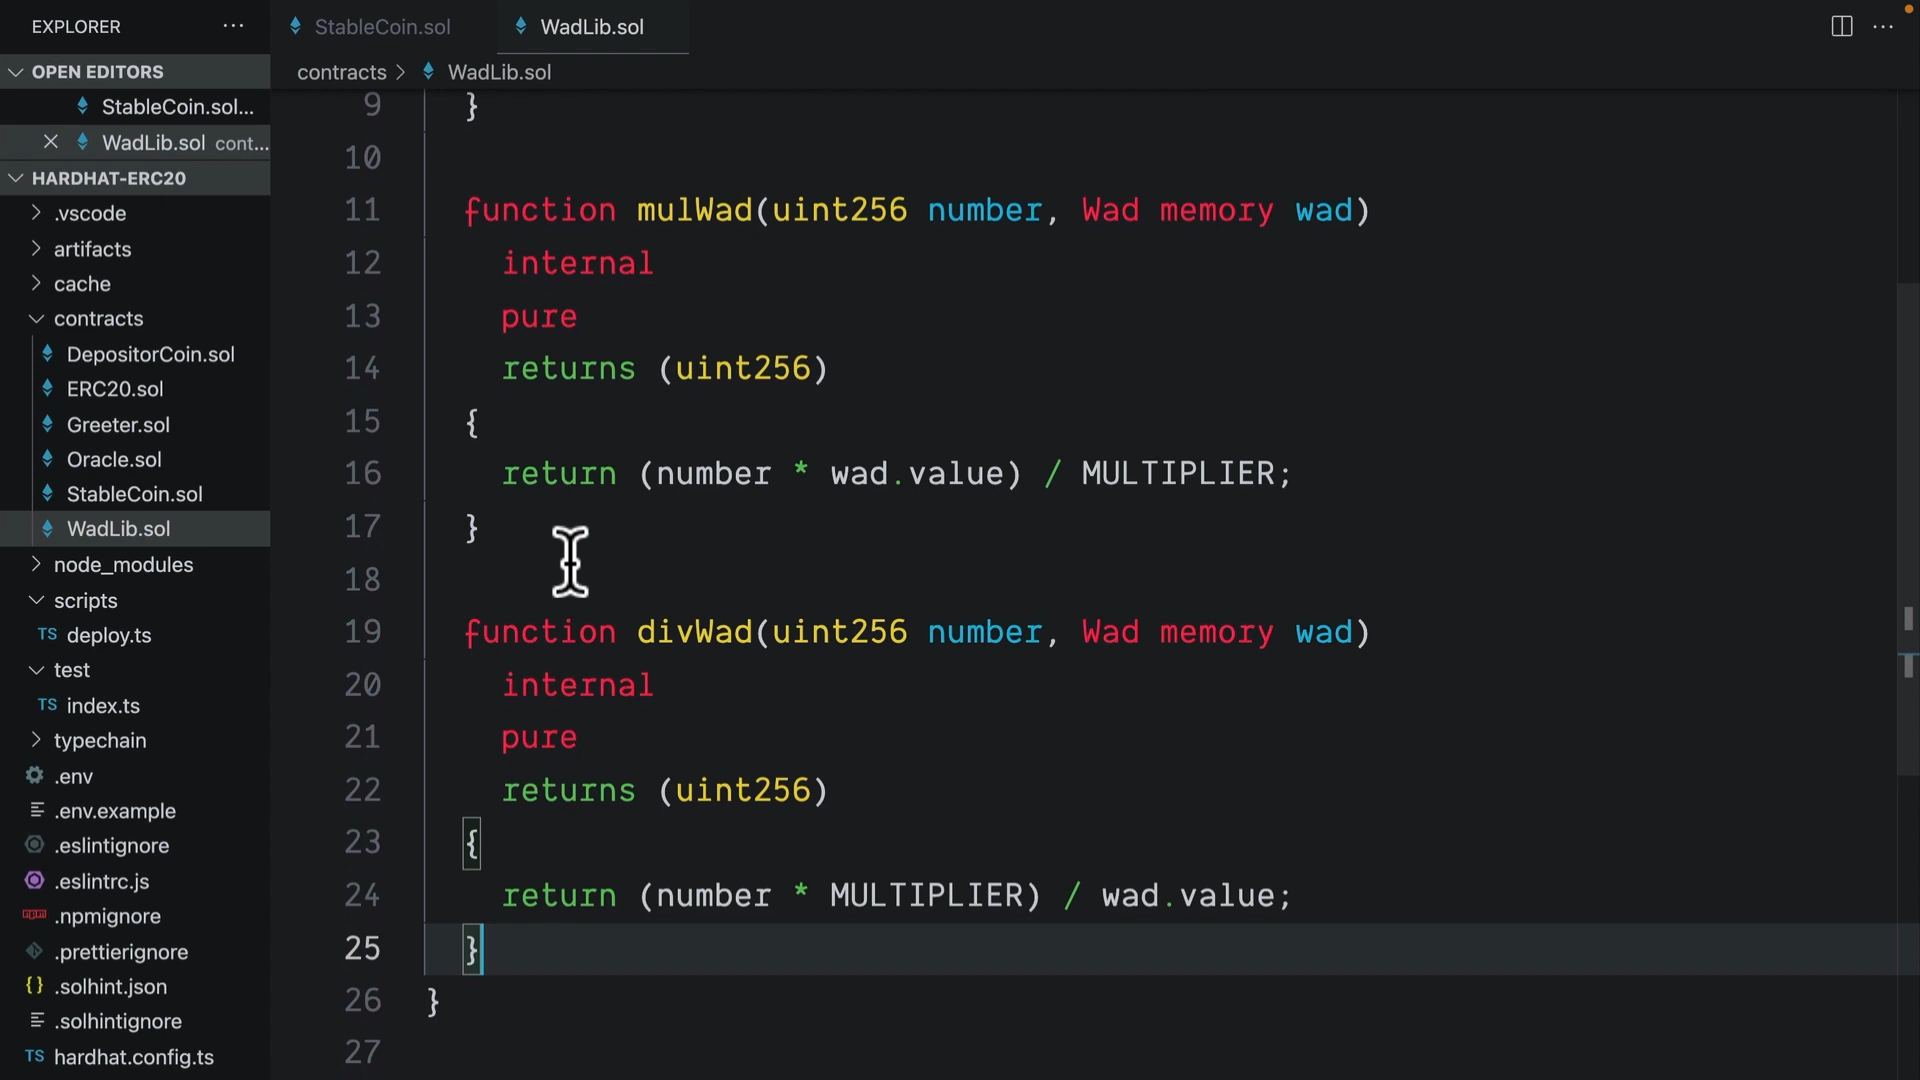 EXPLORER
OPEN EDITORS
StableCoin.sol...
WadLib.sol cont...
HARDHAT-ERC20
.vscode
artifacts
cache
contracts
DepositorCoin.sol
ERC20.sol
Greeter.sol
Oracle.sol
StableCoin.sol
WadLib.sol
node_modules
scripts
TS deploy.ts
test
TS index.ts
typechain
.env
.env.example
.eslintignore
.eslintrc.js
npm .npmignore
.prettierignore
{} .solhint.json
.solhintignore
TS hardhat.config.ts
StableCoin.sol WadLib.sol
contracts > WadLib.sol
9 }
10
11 function mulWad(uint256 number, Wad memory wad)
12 internal
13 pure
14 returns (uint256)
15 {
16 return (number * wad.value) / MULTIPLIER;
17 }
18
19 function divWad(uint256 number, Wad memory wad)
20 internal
21 pure
22 returns (uint256)
23 {
24 return (number * MULTIPLIER) / wad.value;
25 }
26 }
27